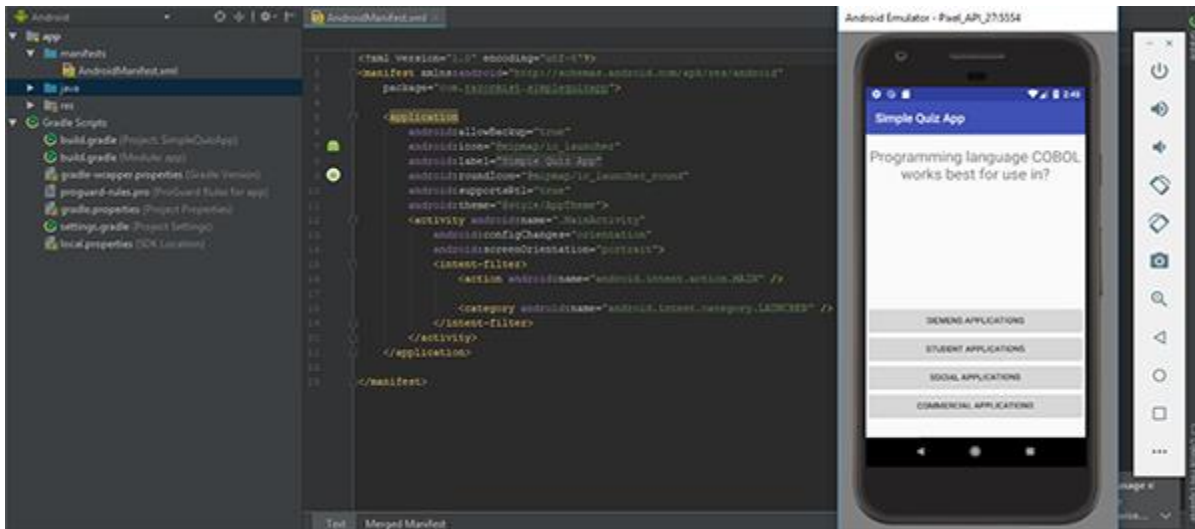 Android
AndroidManifest.xml
app
manifests
AndroidManifest.xml
java
res
Gradle Scripts
build.gradle (Project: SimpleQuizApp)
build.gradle (Module: app)
gradle-wrapper.properties (Gradle Version)
proguard-rules.pro (ProGuard Rules for app)
gradle.properties (Project Properties)
settings.gradle (Project Settings)
local.properties (SDK Location)
<?xml version="1.0" encoding="utf-8"?>
<manifest xmlns:android="http://schemas.android.com/apk/res/android"
package="com.razormist.simplequizapp">
<application
android:allowBackup="true"
android:icon="@mipmap/ic_launcher"
android:label="Simple Quiz App"
android:roundIcon="@mipmap/ic_launcher_round"
android:supportsRtl="true"
android:theme="@style/AppTheme">
<activity android:name=".MainActivity"
android:configChanges="orientation"
android:screenOrientation="portrait">
<intent-filter>
<action android:name="android.intent.action.MAIN" />
<category android:name="android.intent.category.LAUNCHER" />
</intent-filter>
</activity>
</application>
</manifest>
Text Merged Manifest
Android Emulator - Pixel_API_27:5554
Simple Quiz App
Programming language COBOL
works best for use in?
SIEMENS APPLICATIONS
STUDENT APPLICATIONS
SOCIAL APPLICATIONS
COMMERCIAL APPLICATIONS